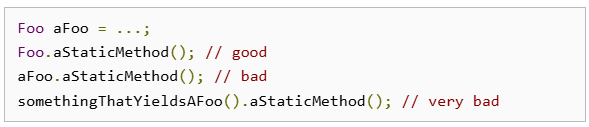 Foo aFoo = ...;
Foo.aStaticMethod(); // good
aFoo.aStaticMethod(); // bad
somethingThatYieldsAFoo().aStaticMethod(); // very bad